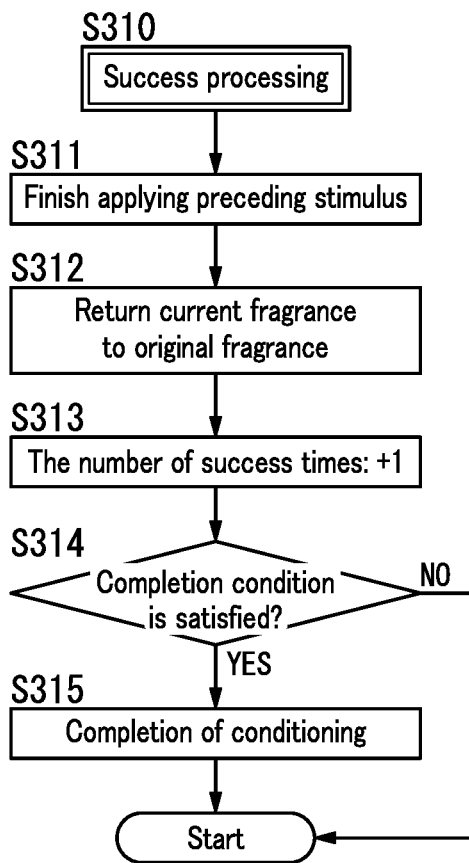 S310
Success processing
S311
Finish applying preceding stimulus
S312
Return current fragrance
to original fragrance
S313
The number of success times: +1
S314
Completion condition
is satisfied?
NO
YES
S315
Completion of conditioning
Start